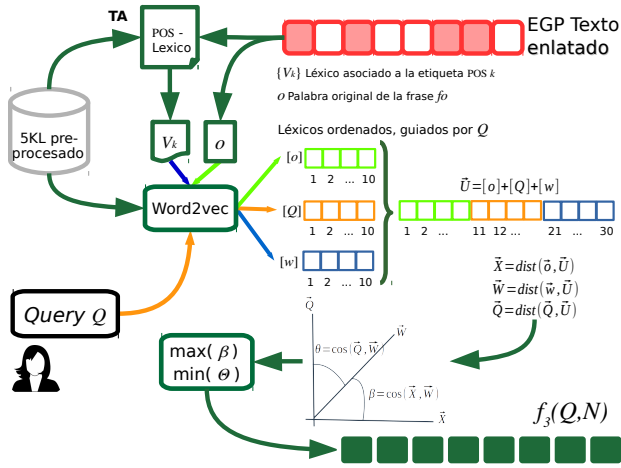 TA
POS -
Lexico
EGP Texto
enlatado
{Vk} Léxico asociado a la etiqueta POS k
o Palabra original de la frase fo
5KL pre-
procesado
Vk
o
Léxicos ordenados, guiados por Q
[o]
1 2 ... 10
Word2vec
[Q]
1 2 ... 10
[w]
1 2 ... 10
U⃗=[o]+[Q]+[w]
1 2 ... 11 12... 21 ... 30
X⃗=dist(o⃗,U⃗)
W⃗=dist(w⃗,U⃗)
Q⃗=dist(Q⃗,U⃗)
Query Q
Q⃗
W⃗
θ=cos(Q⃗,W⃗)
β=cos(X⃗,W⃗)
X⃗
max( β)
min( Θ)
f3(Q,N)